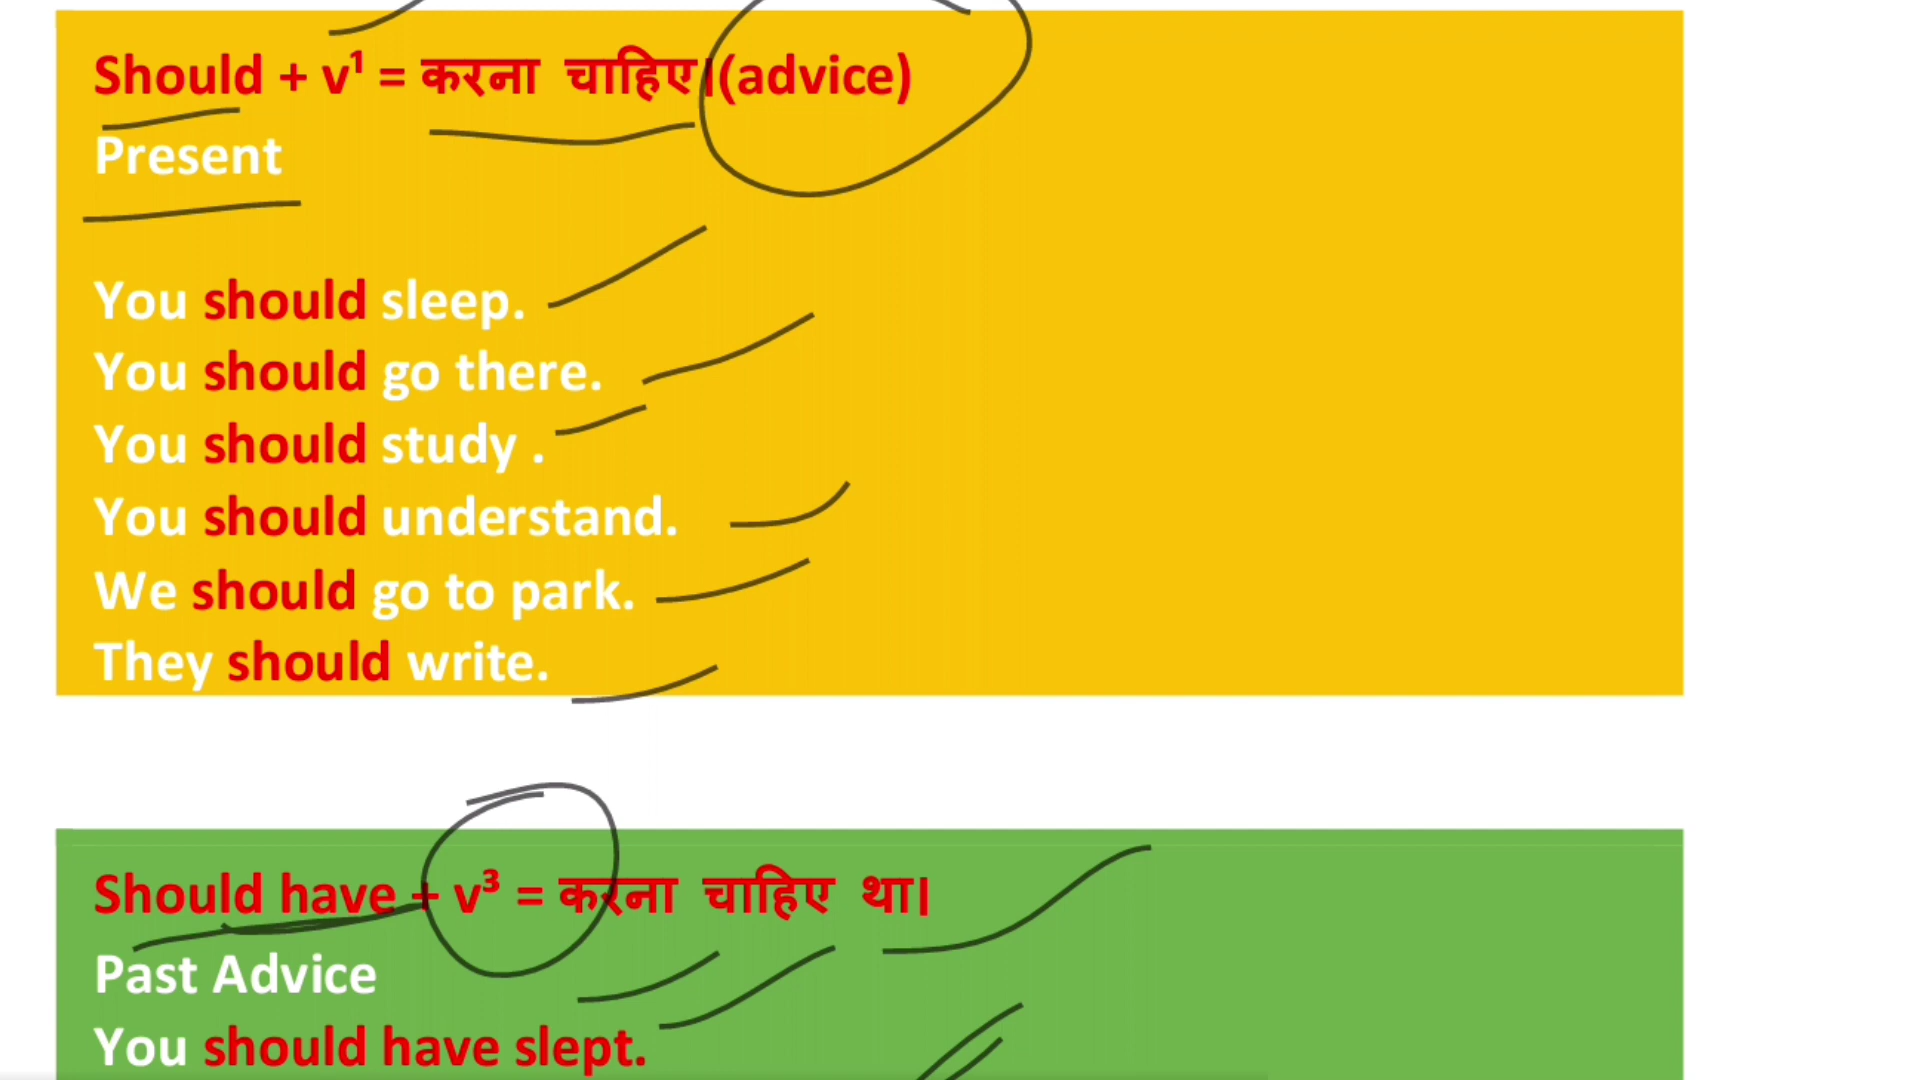 Should + v¹ = करना चाहिए।(advice)
Present
You should sleep.
You should go there.
You should study .
You should understand.
We should go to park.
They should write.
Should have + v³ = करना चाहिए था।
Past Advice
You should have slept.